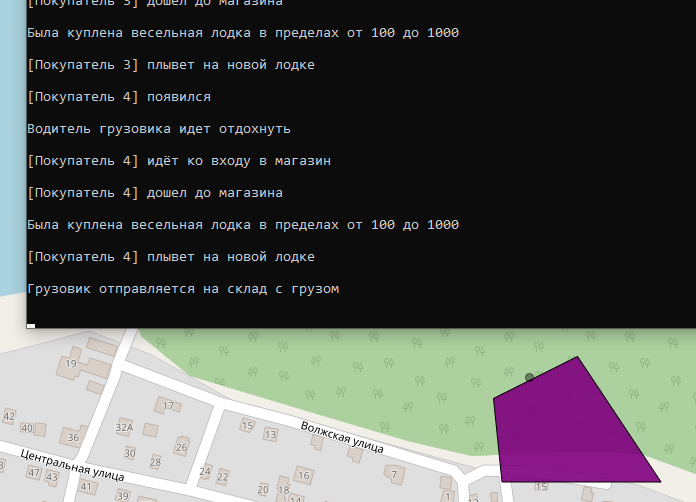 [Покупатель 3] дошел до магазина
Была куплена весельная лодка в пределах от 100 до 1000
[Покупатель 3] плывет на новой лодке
[Покупатель 4] появился
Водитель грузовика идет отдохнуть
[Покупатель 4] идёт ко входу в магазин
[Покупатель 4] дошел до магазина
Была куплена весельная лодка в пределах от 100 до 1000
[Покупатель 4] плывет на новой лодке
Грузовик отправляется на склад с грузом
19
17
42
40
36
32А
15
13
Волжская улица
30
28
26
Центральная улица
47
43
24
22
16
7
41
39
20
18
14
1
15